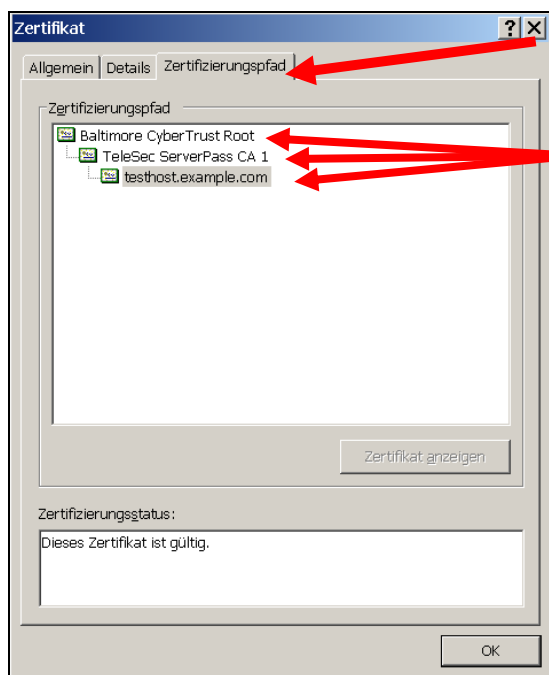 Zertifikat
Allgemein Details Zertifizierungspfad
Zertifizierungspfad
Baltimore CyberTrust Root
TeleSec ServerPass CA 1
testhost.example.com
Zertifikat anzeigen
Zertifizierungsstatus:
Dieses Zertifikat ist gültig.
OK